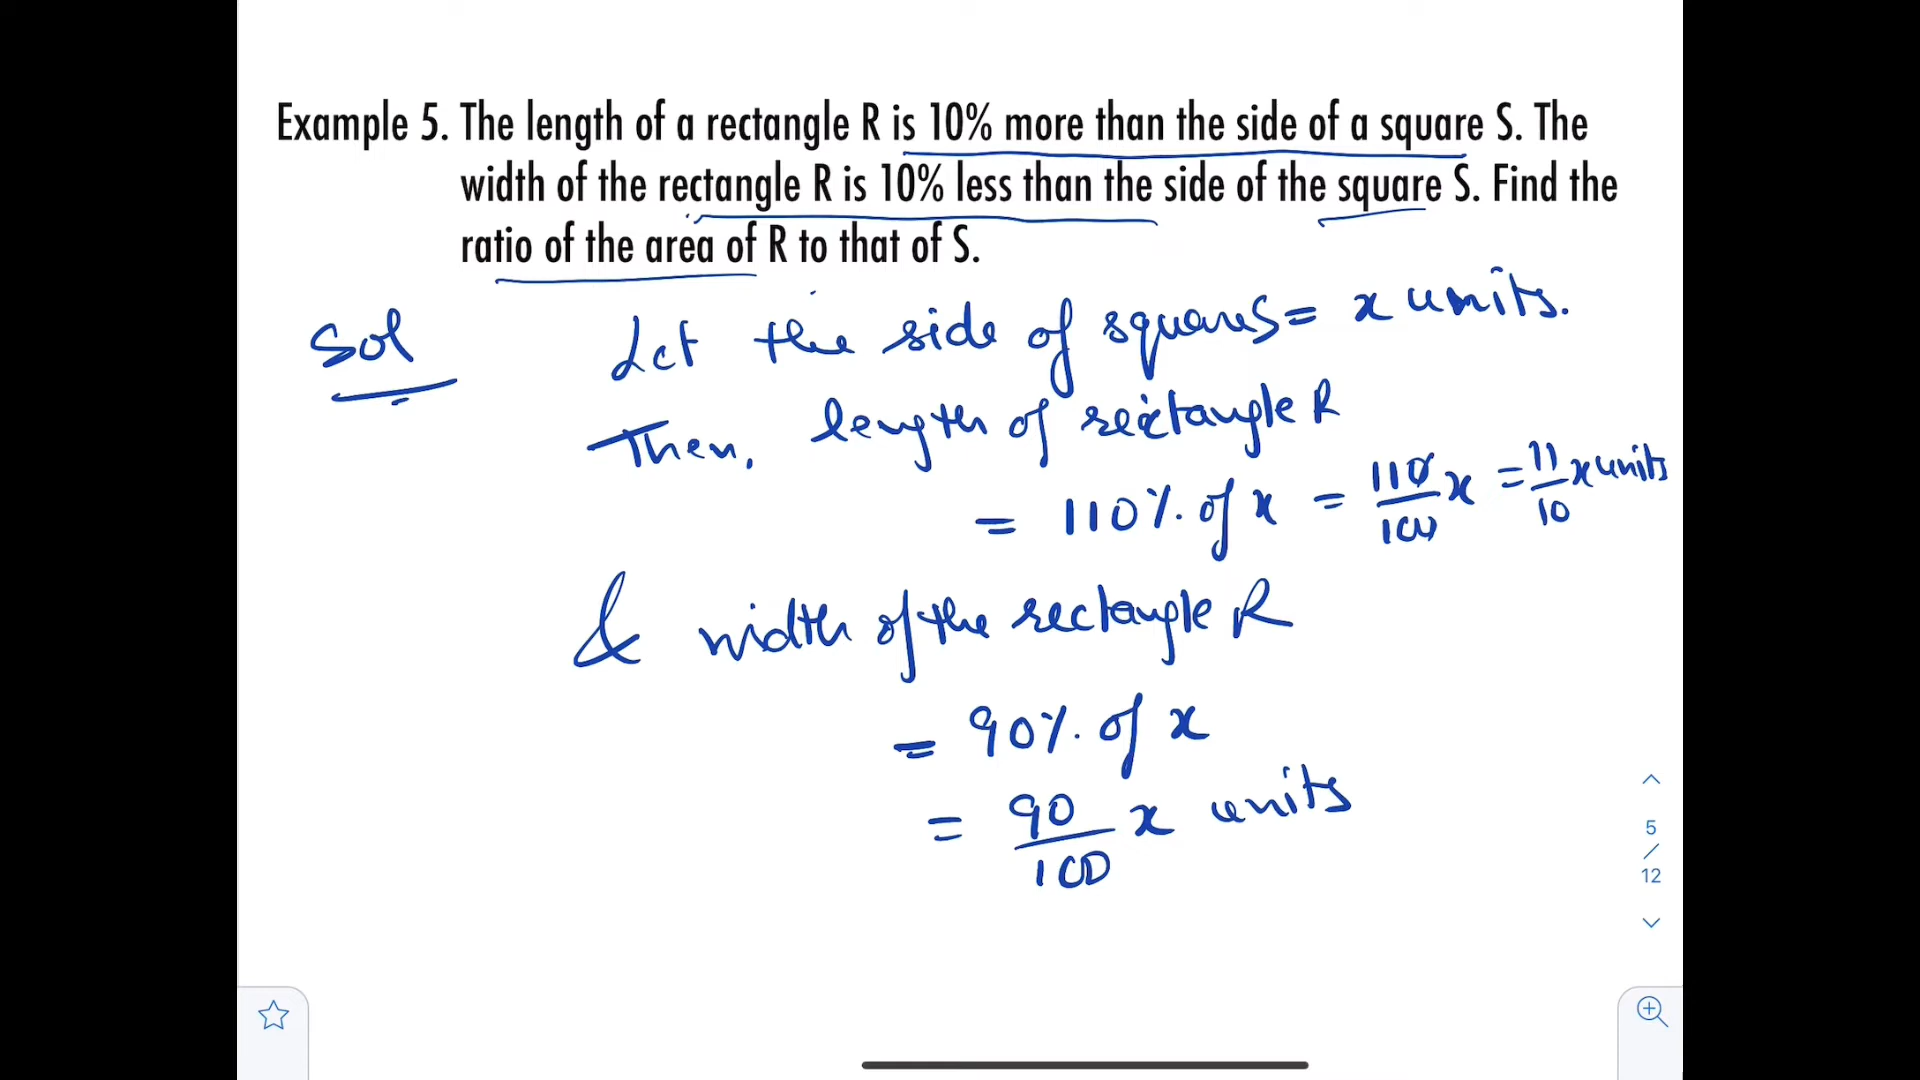 Example 5. The length of a rectangle R is 10% more than the side of a square S. The
width of the rectangle R is 10% less than the side of the square S. Find the
ratio of the area of R to that of S.
Sol Let the side of square S = x units.
Then, length of rectangle R
= 110% of x = 110/100 x = 11/10 x units
& width of the rectangle R
= 90% of x
= 90/100 x units
5
/
12